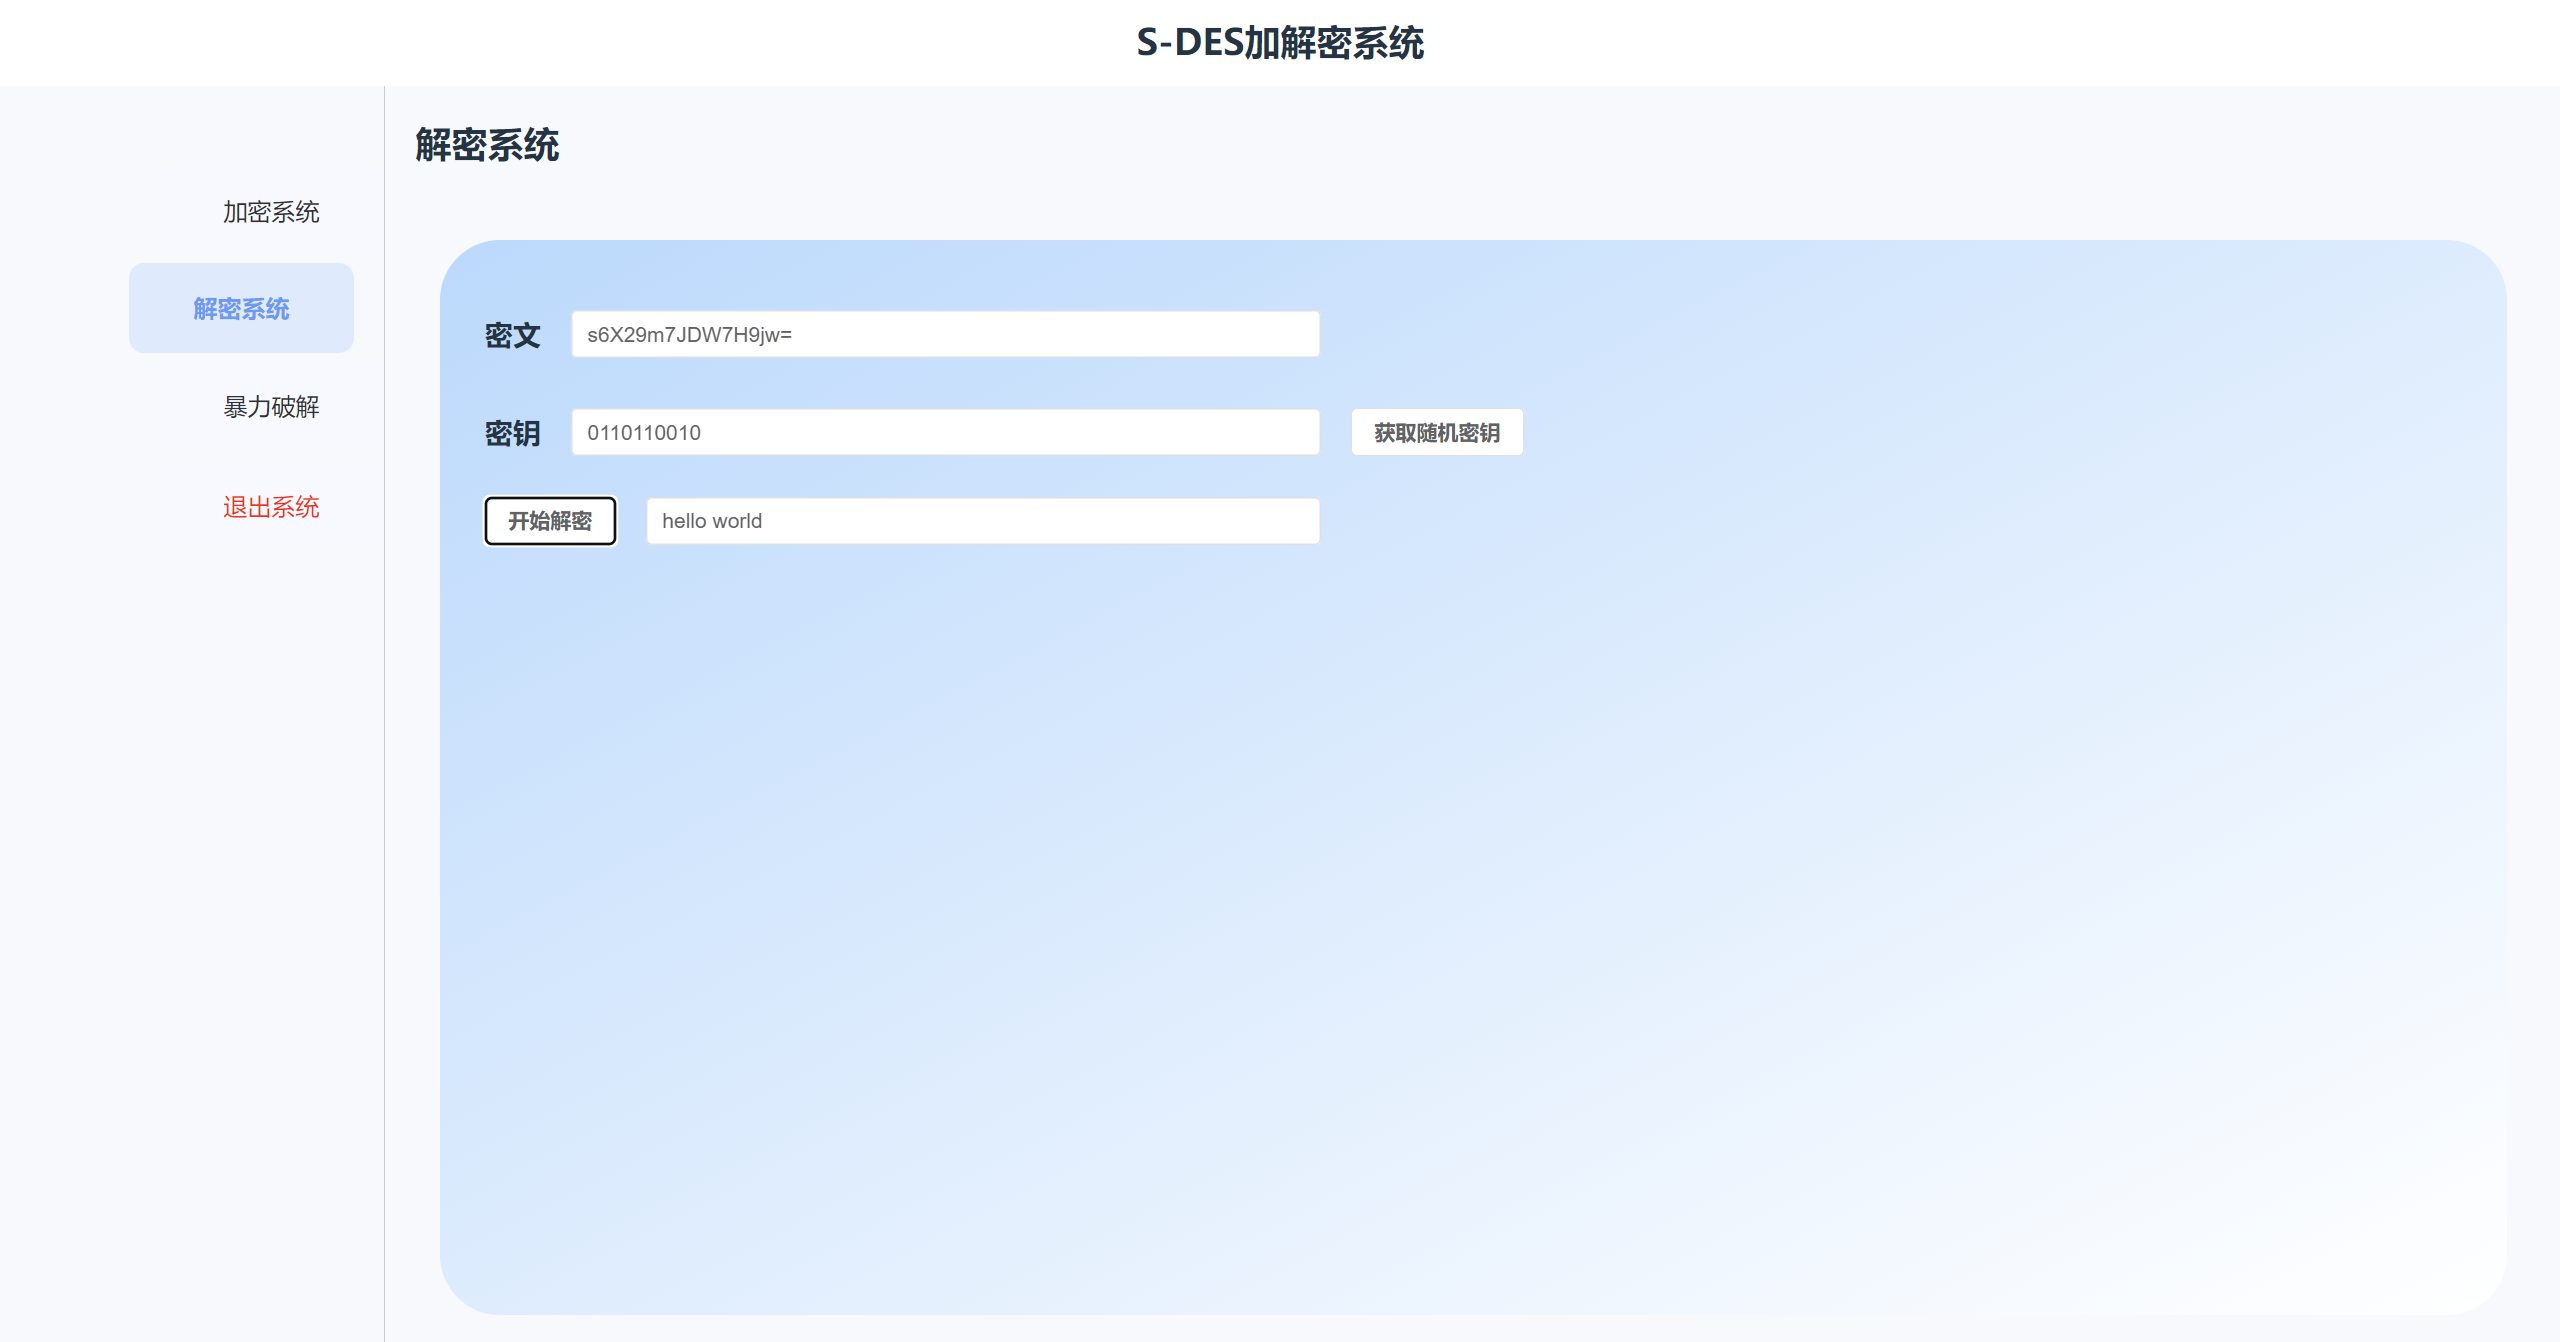 S-DES加解密系统
解密系统
加密系统
解密系统
暴力破解
退出系统
密文 s6X29m7JDW7H9jw=
密钥 0110110010 获取随机密钥
开始解密 hello world